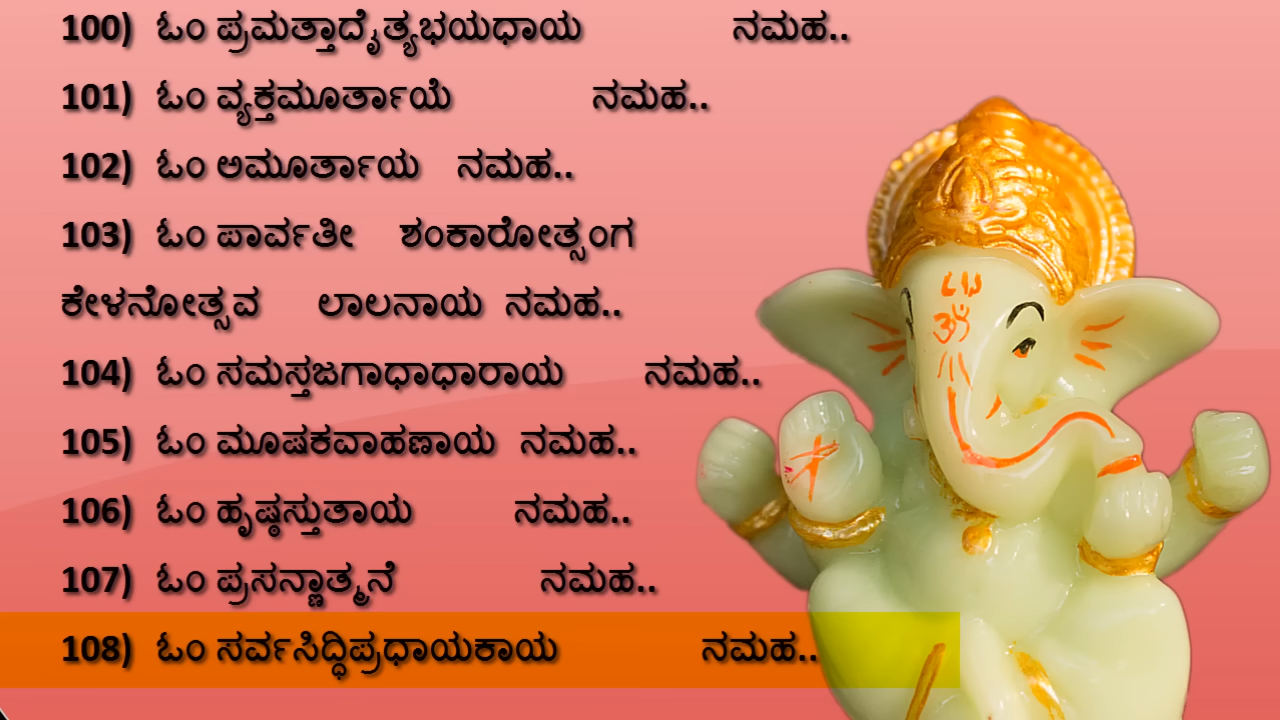 100) ಓಂ ಪ್ರಮತ್ತಾದೈತ್ಯಭಯಧಾಯ ನಮಹ..
101) ಓಂ ವ್ಯಕ್ತಮೂರ್ತಾಯೆ ನಮಹ..
102) ಓಂ ಅಮೂರ್ತಾಯ ನಮಹ..
103) ಓಂ ಪಾರ್ವತೀ ಶಂಕಾರೋತ್ಸಂಗ
ಕೇಳನೋತ್ಸವ ಲಾಲನಾಯ ನಮಹ..
104) ಓಂ ಸಮಸ್ತಜಗಾಧಾಧಾರಾಯ ನಮಹ..
105) ಓಂ ಮೂಷಕವಾಹಣಾಯ ನಮಹ..
106) ಓಂ ಹೃಷ್ಠಸ್ತುತಾಯ ನಮಹ..
107) ಓಂ ಪ್ರಸನ್ಣಾತ್ಮನೆ ನಮಹ..
108) ಓಂ ಸರ್ವಸಿದ್ಧಿಪ್ರಧಾಯಕಾಯ ನಮಹ..
ॐ